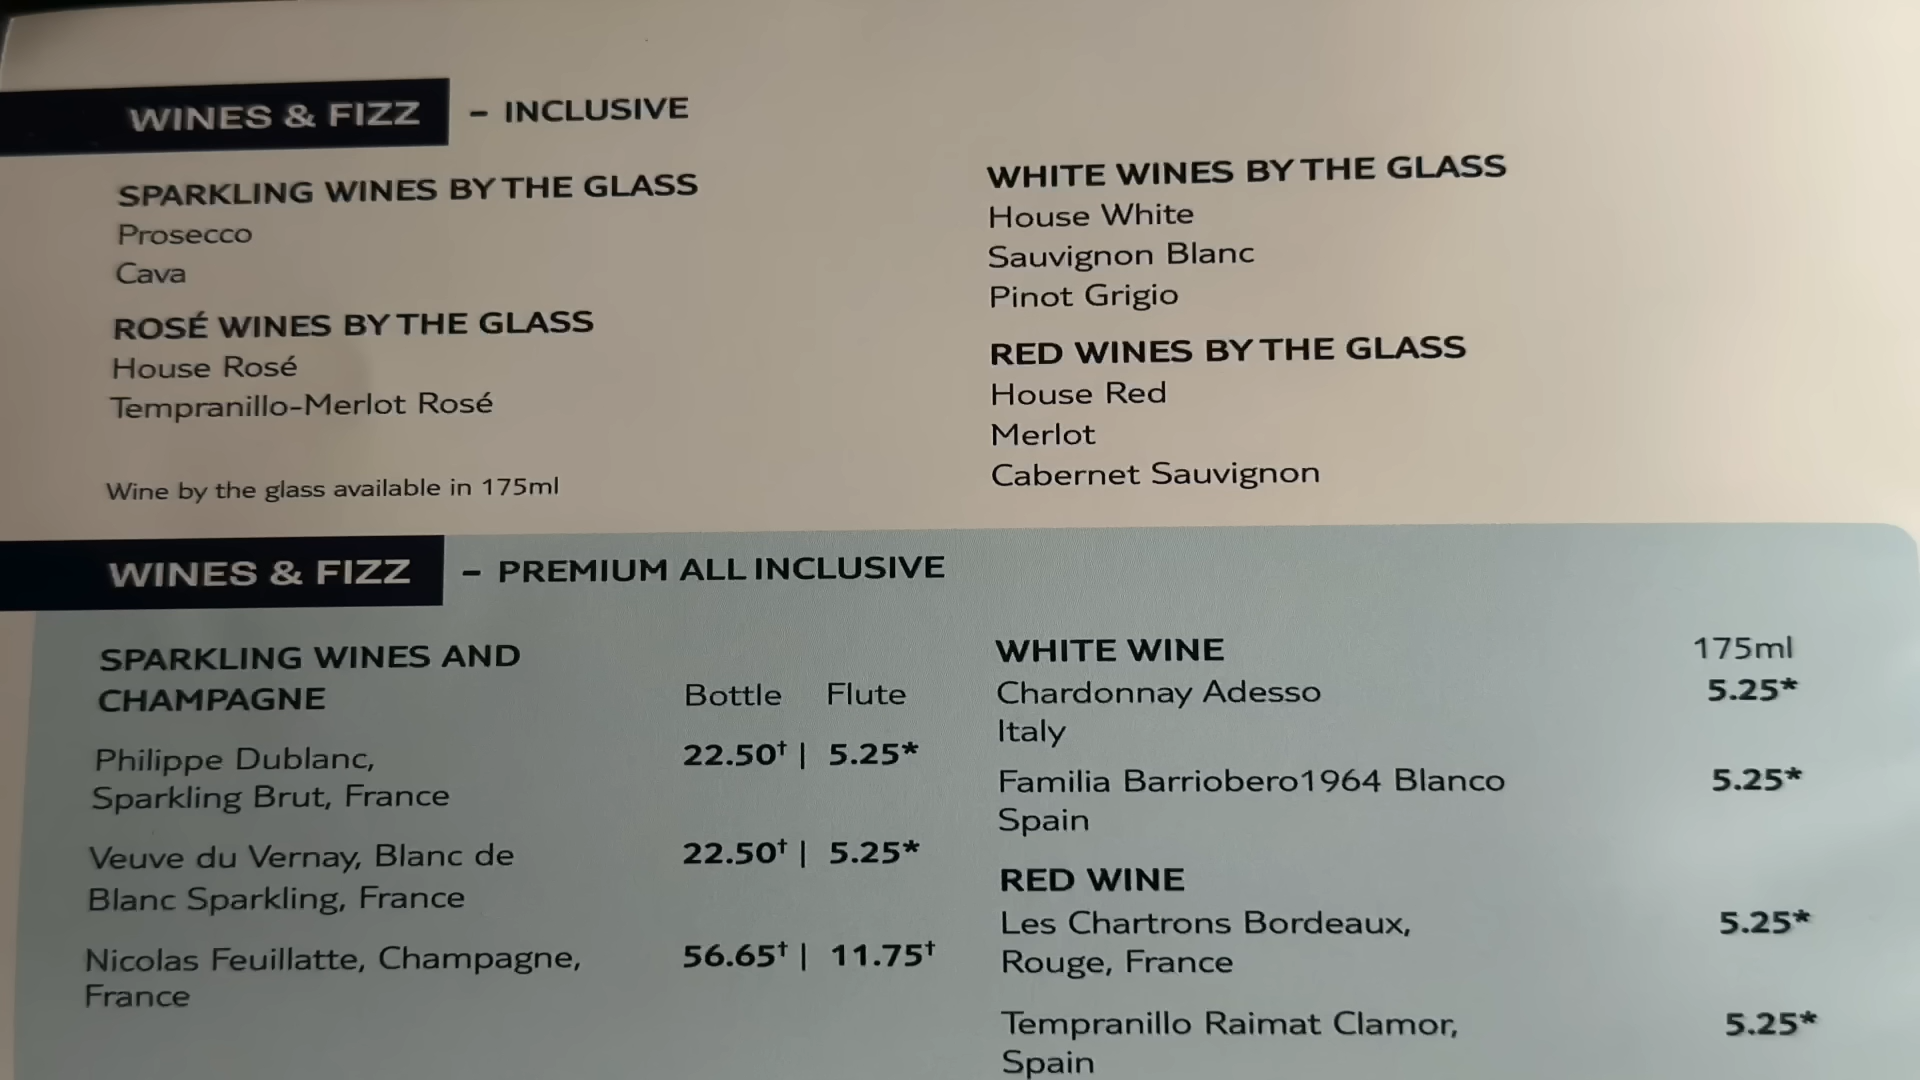 WINES & FIZZ – INCLUSIVE
SPARKLING WINES BY THE GLASS
Prosecco
Cava
ROSÉ WINES BY THE GLASS
House Rosé
Tempranillo-Merlot Rosé
Wine by the glass available in 175ml
WHITE WINES BY THE GLASS
House White
Sauvignon Blanc
Pinot Grigio
RED WINES BY THE GLASS
House Red
Merlot
Cabernet Sauvignon
WINES & FIZZ – PREMIUM ALL INCLUSIVE
SPARKLING WINES AND
CHAMPAGNE Bottle Flute
Philippe Dublanc, 22.50† | 5.25*
Sparkling Brut, France
Veuve du Vernay, Blanc de 22.50† | 5.25*
Blanc Sparkling, France
Nicolas Feuillatte, Champagne, 56.65† | 11.75†
France
WHITE WINE 175ml
Chardonnay Adesso 5.25*
Italy
Familia Barriobero1964 Blanco 5.25*
Spain
RED WINE
Les Chartrons Bordeaux, 5.25*
Rouge, France
Tempranillo Raimat Clamor, 5.25*
Spain